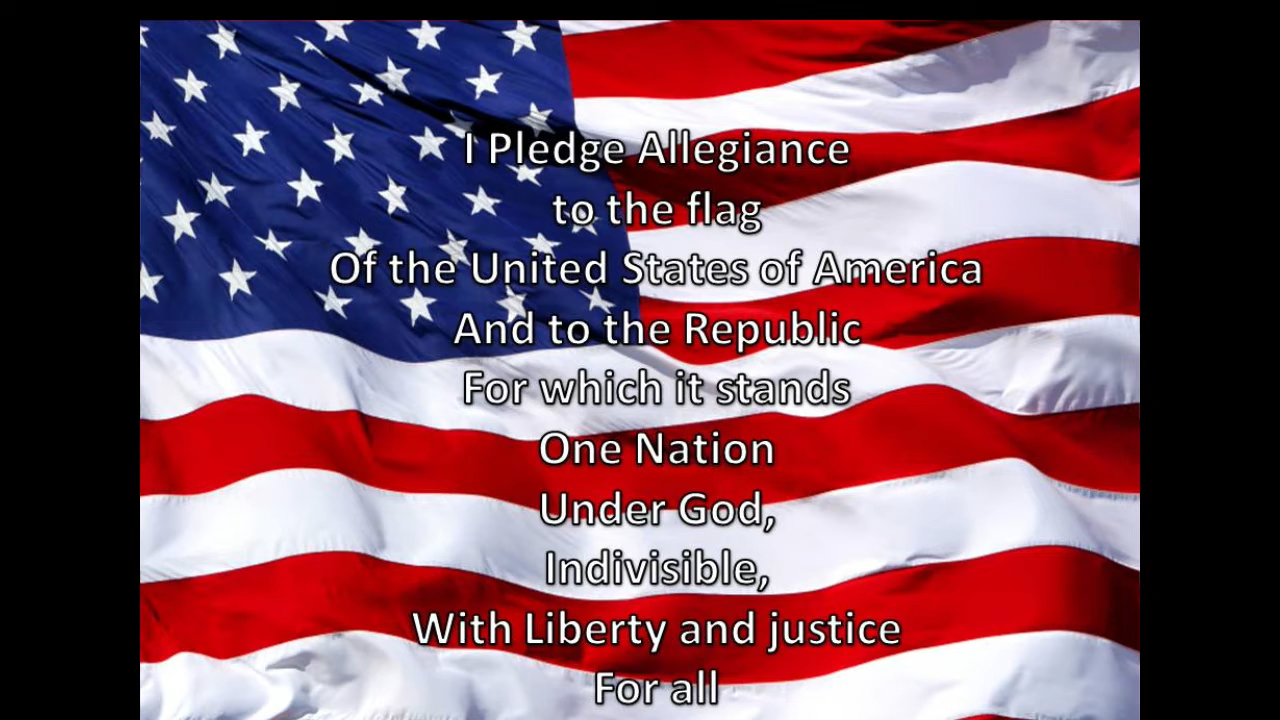 I Pledge Allegiance
to the flag
Of the United States of America
And to the Republic
For which it stands
One Nation
Under God,
Indivisible,
With Liberty and justice
For all